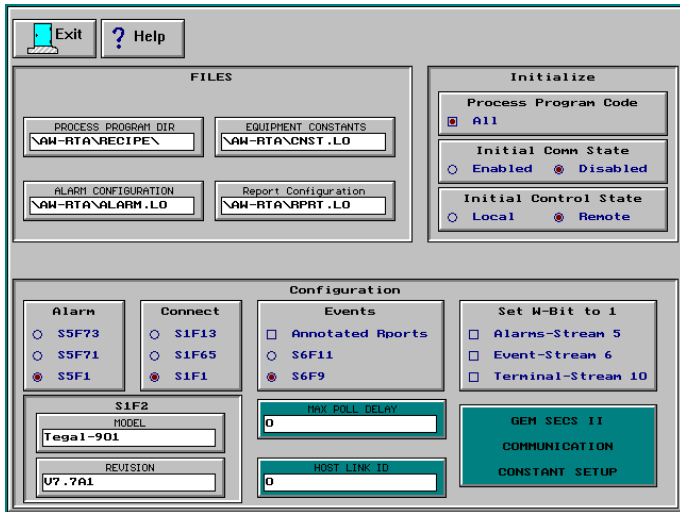 Exit
? Help
FILES
PROCESS PROGRAM DIR
\AW-RTA\RECIPE\
EQUIPMENT CONSTANTS
\AW-RTA\CNST.LO
ALARM CONFIGURATION
\AW-RTA\ALARM.LO
Report Configuration
\AW-RTA\RPRT.LO
Initialize
Process Program Code
All
Initial Comm State
Enabled Disabled
Initial Control State
Local Remote
Configuration
Alarm
S5F73
S5F71
S5F1
Connect
S1F13
S1F65
S1F1
Events
Annotated Rports
S6F11
S6F9
Set W-Bit to 1
Alarms-Stream 5
Event-Stream 6
Terminal-Stream 10
S1F2
MODEL
Tegal-901
REVISION
V7.7A1
MAX POLL DELAY
0
HOST LINK ID
0
GEM SECS II
COMMUNICATION
CONSTANT SETUP